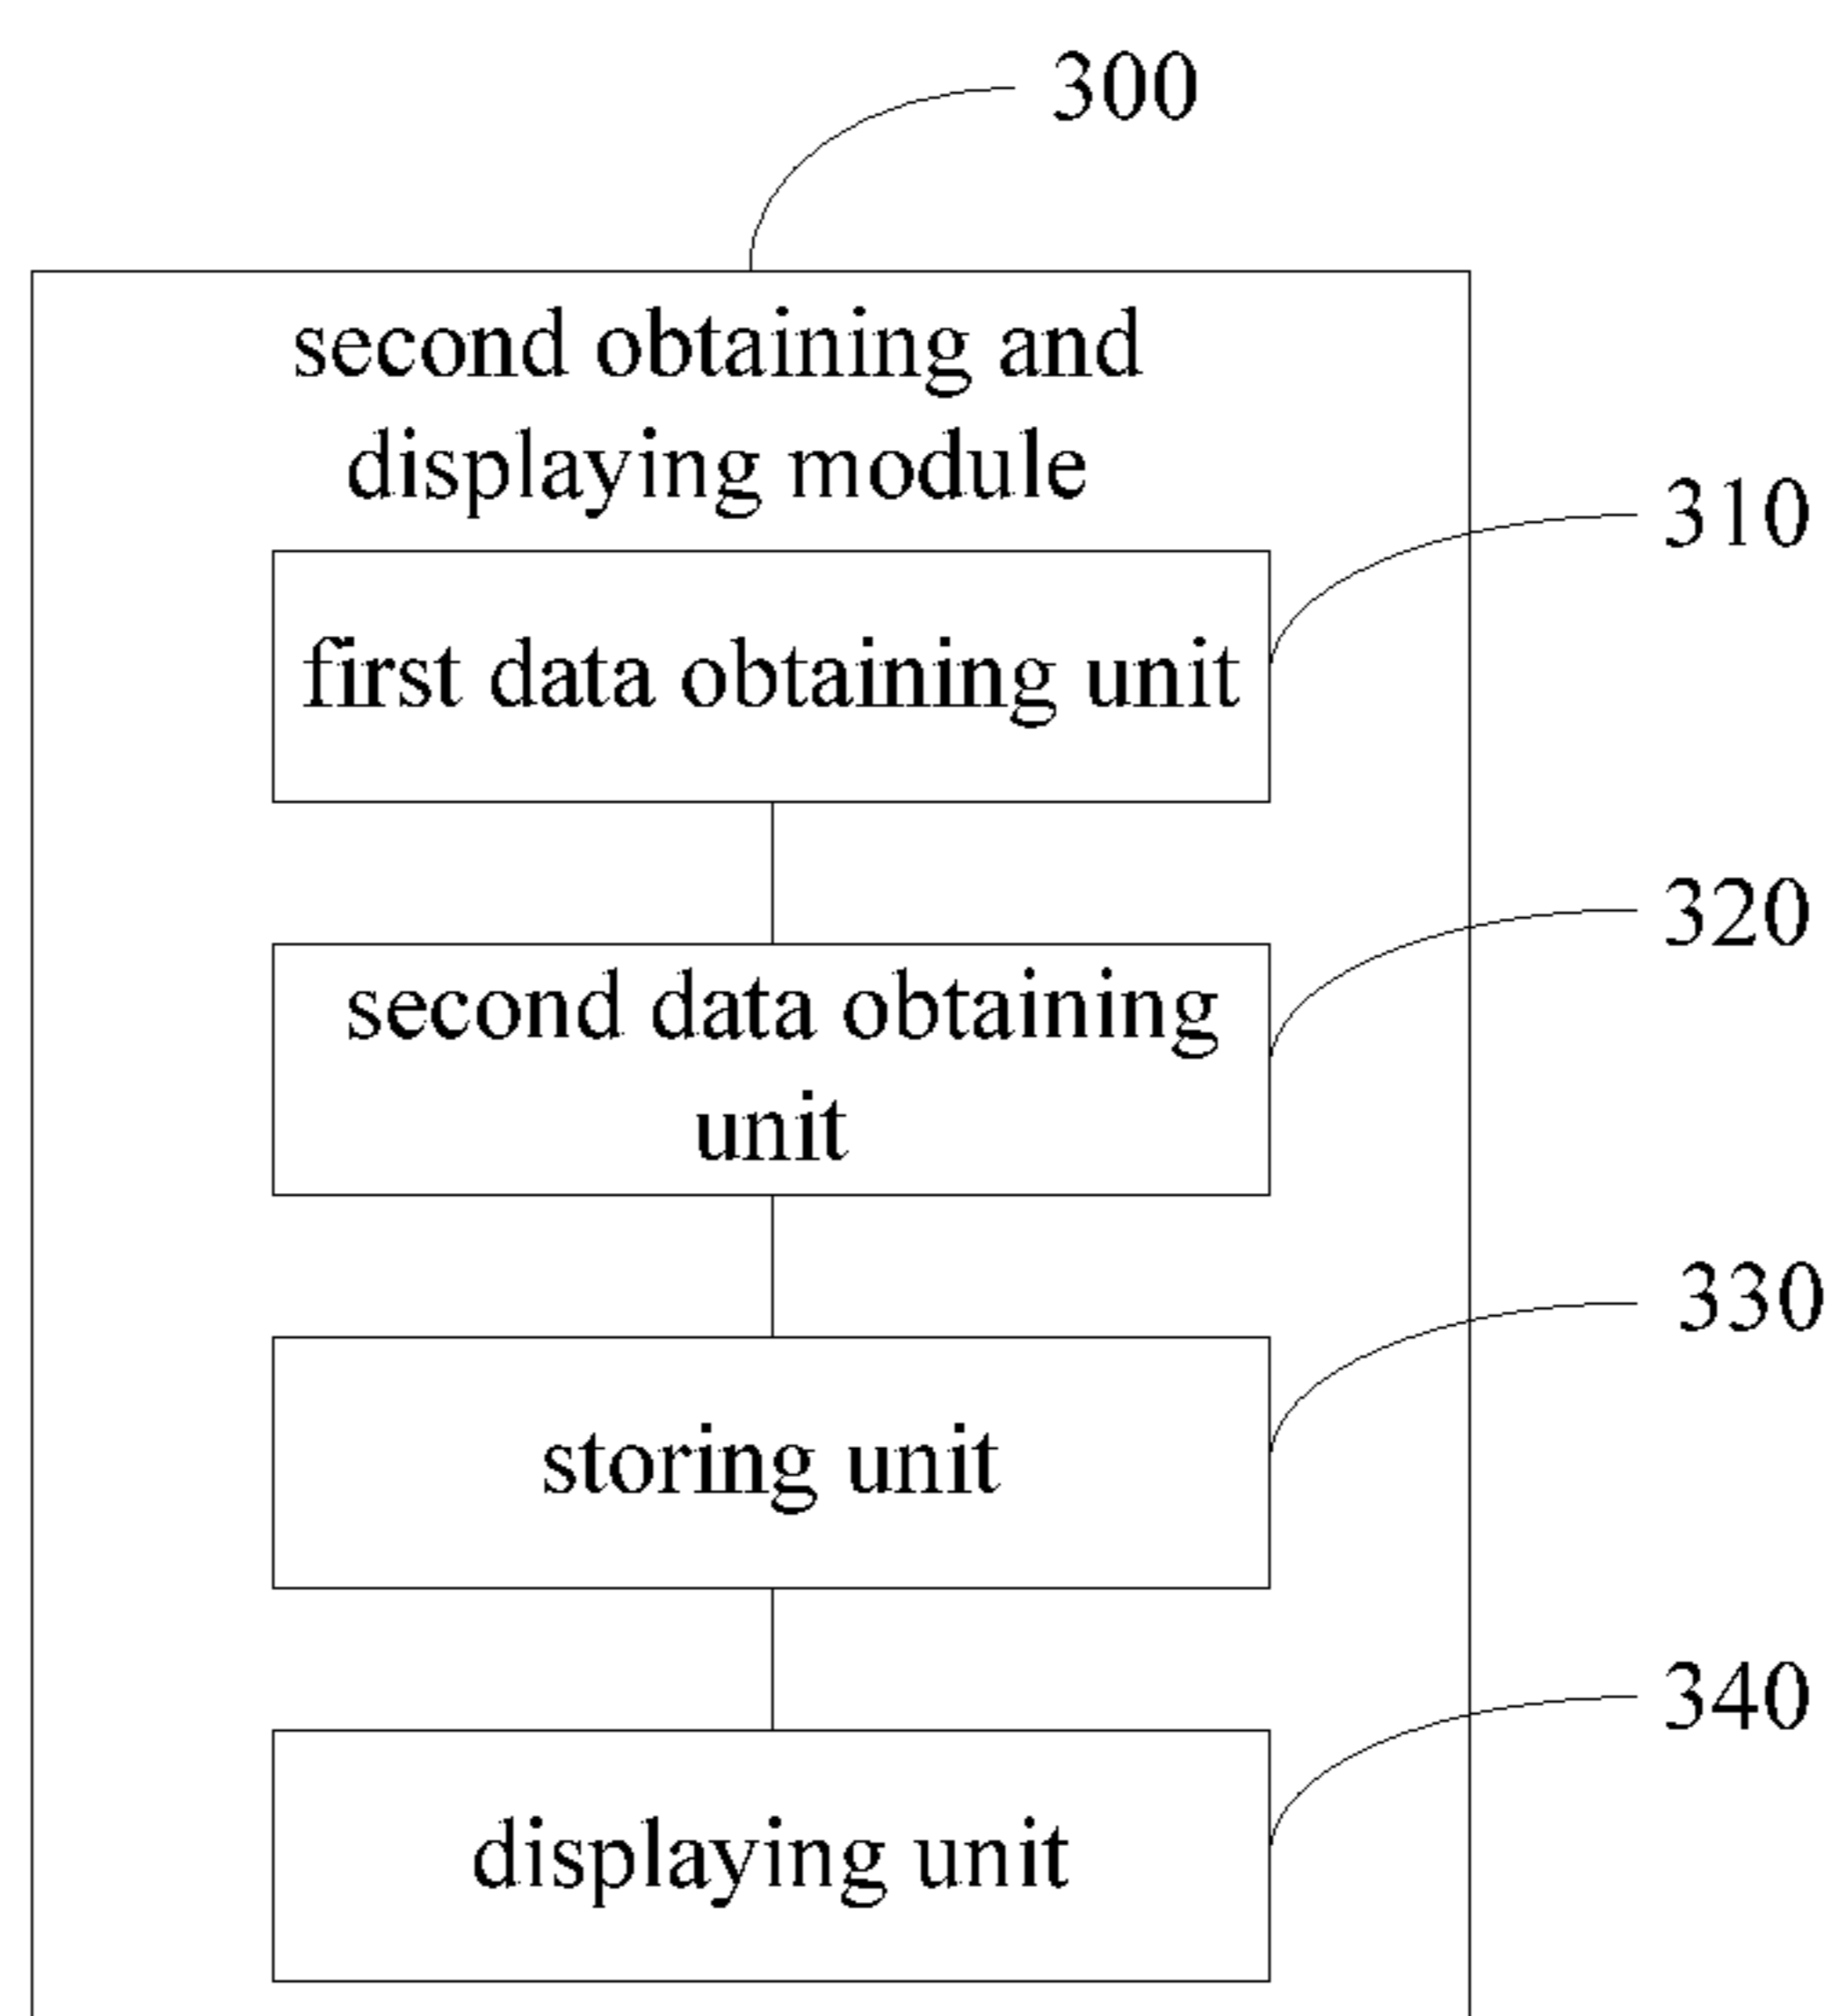 300
second obtaining and
displaying module
310
first data obtaining unit
320
second data obtaining
unit
330
storing unit
340
displaying unit